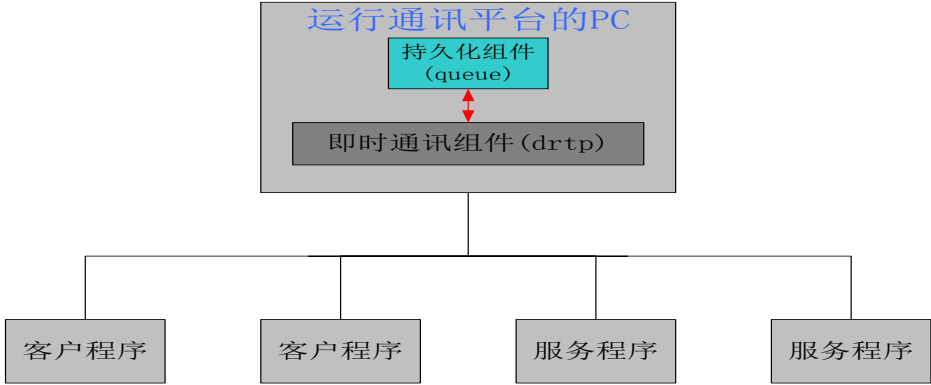 运行通讯平台的PC
持久化组件
(queue)
即时通讯组件(drtp)
客户程序
客户程序
服务程序
服务程序